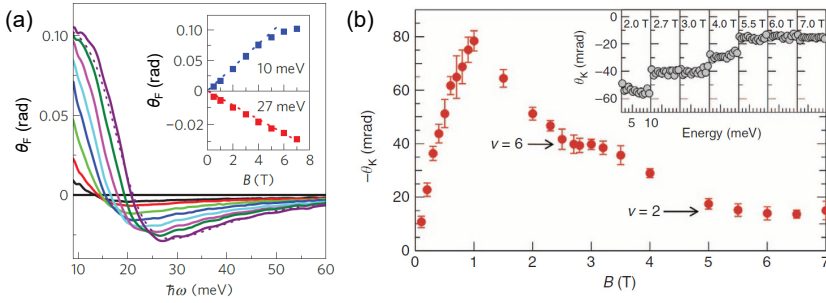 (a)
0.10
0.05
0
θF (rad)
10 20 30 40 50 60
ħω (meV)
θF (rad)
0.10
0.05
0.00
10 meV
θF (rad)
27 meV
−0.02
0 2 4 6 8
B (T)
(b)
80
60
40
20
0
−θK (mrad)
ν = 6
ν = 2
0 1 2 3 4 5 6 7
B (T)
2.0 T 2.7 T 3.0 T 4.0 T 5.5 T 6.0 T 7.0 T
0
−20
−40
−60
θK (mrad)
5 10
Energy (meV)